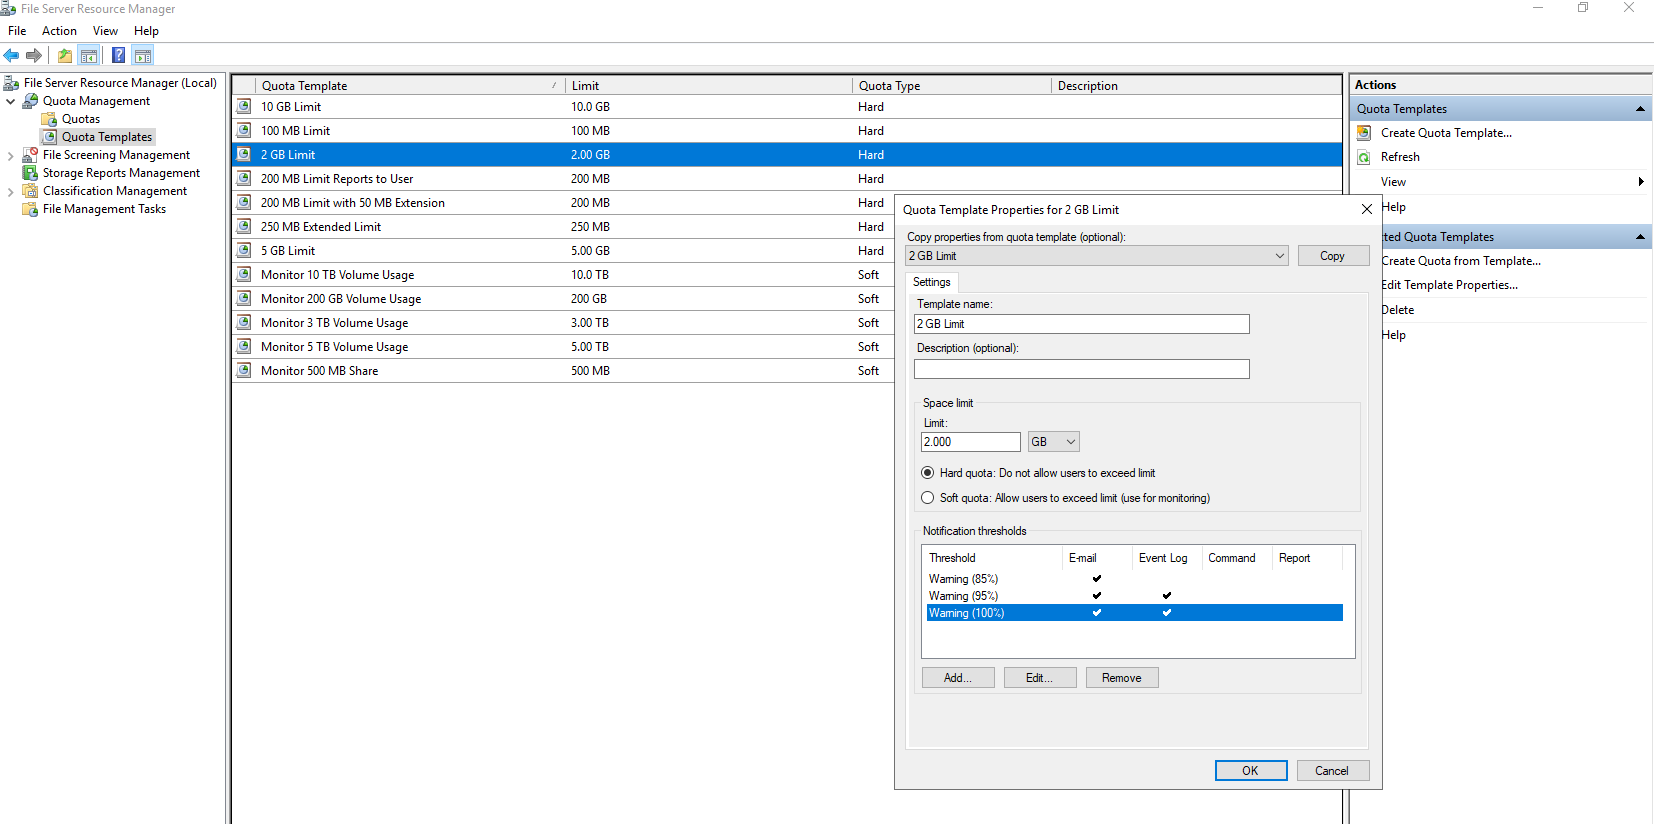 File Server Resource Manager
File Action View Help
File Server Resource Manager (Local)
Quota Management
Quotas
Quota Templates
File Screening Management
Storage Reports Management
Classification Management
File Management Tasks
Quota Template Limit Quota Type Description
10 GB Limit 10.0 GB Hard
100 MB Limit 100 MB Hard
2 GB Limit 2.00 GB Hard
200 MB Limit Reports to User 200 MB Hard
200 MB Limit with 50 MB Extension 200 MB Hard
250 MB Extended Limit 250 MB Hard
5 GB Limit 5.00 GB Hard
Monitor 10 TB Volume Usage 10.0 TB Soft
Monitor 200 GB Volume Usage 200 GB Soft
Monitor 3 TB Volume Usage 3.00 TB Soft
Monitor 5 TB Volume Usage 5.00 TB Soft
Monitor 500 MB Share 500 MB Soft
Quota Template Properties for 2 GB Limit
Copy properties from quota template (optional):
2 GB Limit Copy
Settings
Template name:
2 GB Limit
Description (optional):
Space limit
Limit:
2.000 GB
Hard quota: Do not allow users to exceed limit
Soft quota: Allow users to exceed limit (use for monitoring)
Notification thresholds
Threshold E-mail Event Log Command Report
Warning (85%)
Warning (95%)
Warning (100%)
Add... Edit... Remove
OK Cancel
Actions
Quota Templates
Create Quota Template...
Refresh
View
Help
cted Quota Templates
Create Quota from Template...
Edit Template Properties...
Delete
Help